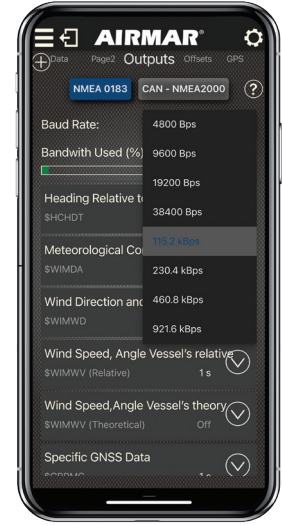 AIRMAR®
Data Page2 Outputs Offsets GPS
NMEA 0183 CAN - NMEA2000 ?
Baud Rate:
4800 Bps
Bandwith Used (%)
9600 Bps
19200 Bps
38400 Bps
115.2 kBps
230.4 kBps
460.8 kBps
921.6 kBps
Heading Relative to
$HCHDT
Meteorological Co
$WIMDA
Wind Direction and
$WIMWD
Wind Speed, Angle Vessel's relative
$WIMWV (Relative) 1 s
Wind Speed,Angle Vessel's theory
$WIMWV (Theoretical) Off
Specific GNSS Data